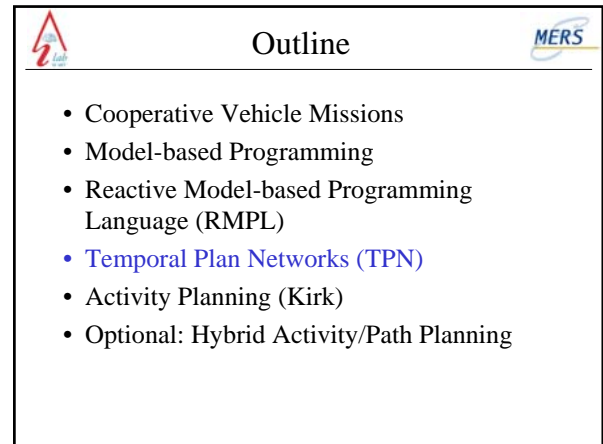 Outline
MERS
• Cooperative Vehicle Missions
• Model-based Programming
• Reactive Model-based Programming
Language (RMPL)
• Temporal Plan Networks (TPN)
• Activity Planning (Kirk)
• Optional: Hybrid Activity/Path Planning